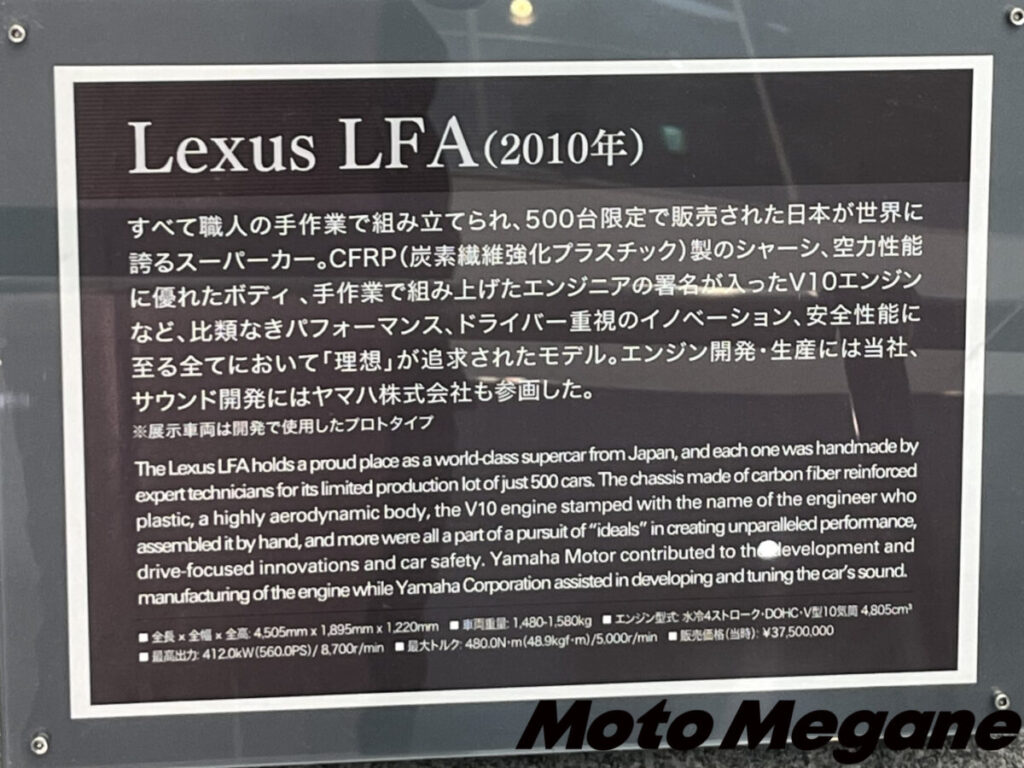 Lexus LFA(2010年)
すべて職人の手作業で組み立てられ、500台限定で販売された日本が世界に
誇るスーパーカー。CFRP(炭素繊維強化プラスチック)製のシャーシ、空力性能
に優れたボディ、手作業で組み上げたエンジニアの署名が入ったV10エンジン
など、比類なきパフォーマンス、ドライバー重視のイノベーション、安全性能に
至る全てにおいて「理想」が追求されたモデル。エンジン開発・生産には当社、
サウンド開発にはヤマハ株式会社も参画した。
※展示車両は開発で使用したプロトタイプ
The Lexus LFA holds a proud place as a world-class supercar from Japan, and each one was handmade by
expert technicians for its limited production lot of just 500 cars. The chassis made of carbon fiber reinforced
plastic, a highly aerodynamic body, the V10 engine stamped with the name of the engineer who
assembled it by hand, and more were all a part of a pursuit of “ideals” in creating unparalleled performance,
drive-focused innovations and car safety. Yamaha Motor contributed to the development and
manufacturing of the engine while Yamaha Corporation assisted in developing and tuning the car's sound.
■全長×全幅×全高: 4,505mm x 1,895mm x 1,220mm ■車両重量: 1,480-1,580kg ■エンジン型式: 水冷4ストローク・DOHC・V型10気筒 4,805cm³
■最高出力: 412.0kW(560.0PS)/ 8,700r/min ■最大トルク: 480.0N・m(48.9kgf・m)/5,000r/min ■販売価格(当時): ¥37,500,000
Moto Megane